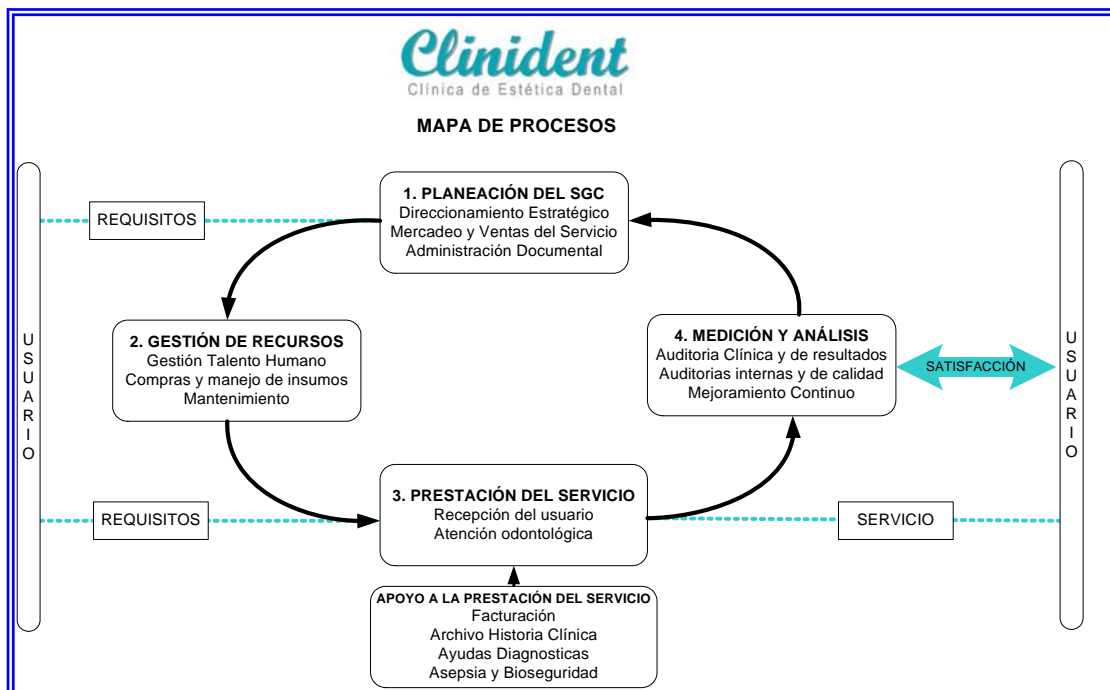 Clinident
Clínica de Estética Dental
MAPA DE PROCESOS
1. PLANEACIÓN DEL SGC
Direccionamiento Estratégico
Mercadeo y Ventas del Servicio
Administración Documental
REQUISITOS
USUARIO
2. GESTIÓN DE RECURSOS
Gestión Talento Humano
Compras y manejo de insumos
Mantenimiento
4. MEDICIÓN Y ANÁLISIS
Auditoria Clínica y de resultados
Auditorias internas y de calidad
Mejoramiento Continuo
SATISFACCIÓN
USUARIO
3. PRESTACIÓN DEL SERVICIO
Recepción del usuario
Atención odontológica
REQUISITOS
SERVICIO
APOYO A LA PRESTACIÓN DEL SERVICIO
Facturación
Archivo Historia Clínica
Ayudas Diagnosticas
Asepsia y Bioseguridad